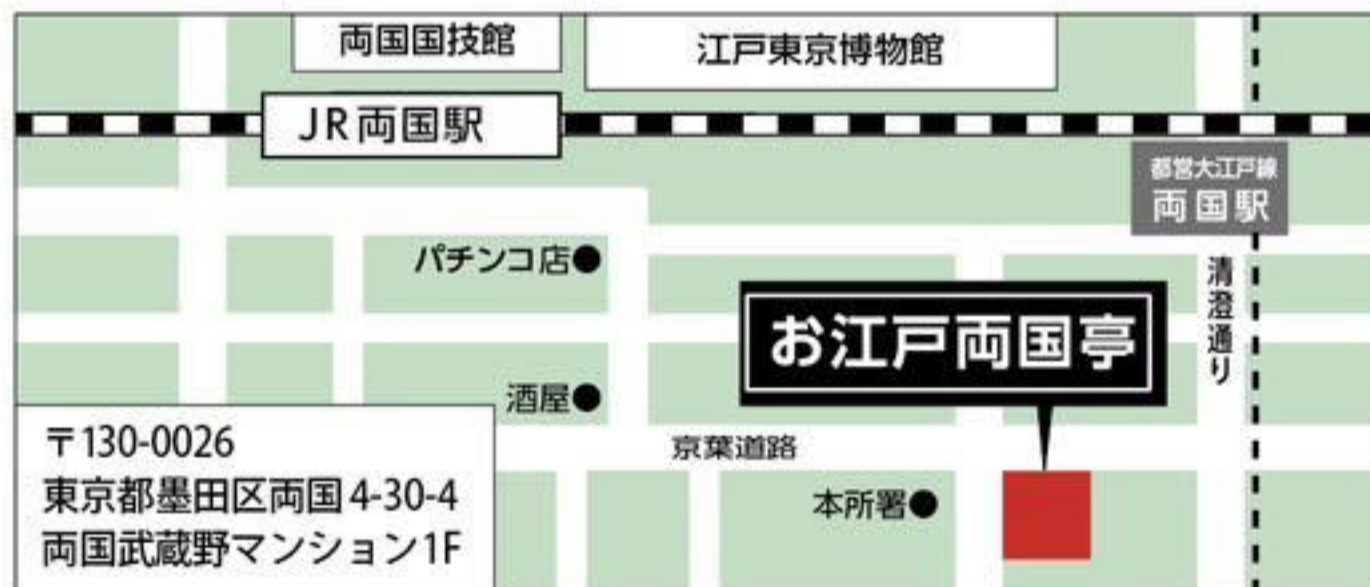 両国国技館
江戸東京博物館
JR両国駅
都営大江戸線
両国駅
パチンコ店●
清澄通り
お江戸両国亭
酒屋●
京葉道路
本所署●
〒130-0026
東京都墨田区両国4-30-4
両国武蔵野マンション1F